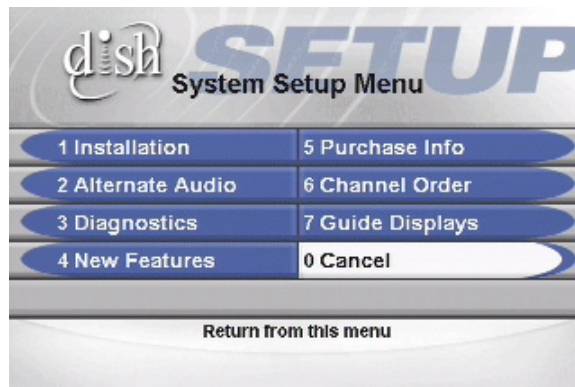 dish SETUP
System Setup Menu
1 Installation
5 Purchase Info
2 Alternate Audio
6 Channel Order
3 Diagnostics
7 Guide Displays
4 New Features
0 Cancel
Return from this menu